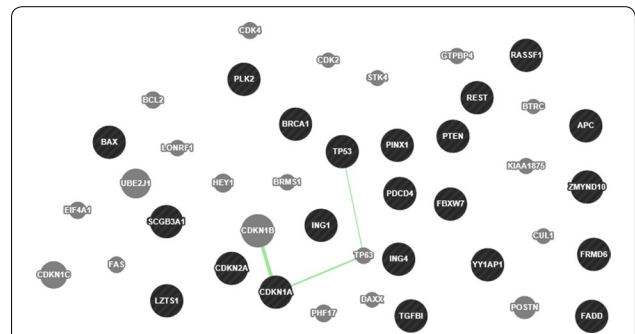 CDK4
CDK2
GTPBP4
RASSF1
PLK2
STK4
BCL2
REST
BTRC
BRCA1
APC
BAX
LONRF1
TP53
PINX1
PTEN
KIAA1875
UBE2J1
HEY1
BRMS1
PDCD4
ZMYND10
FBXW7
EIF4A1
SCGB3A1
CDKN1B
ING1
CUL1
TP63
FRMD6
CDKN1C
FAS
CDKN2A
ING4
YY1AP1
CDKN1A
LZTS1
DAXX
PHF17
POSTN
TGFBI
FADD